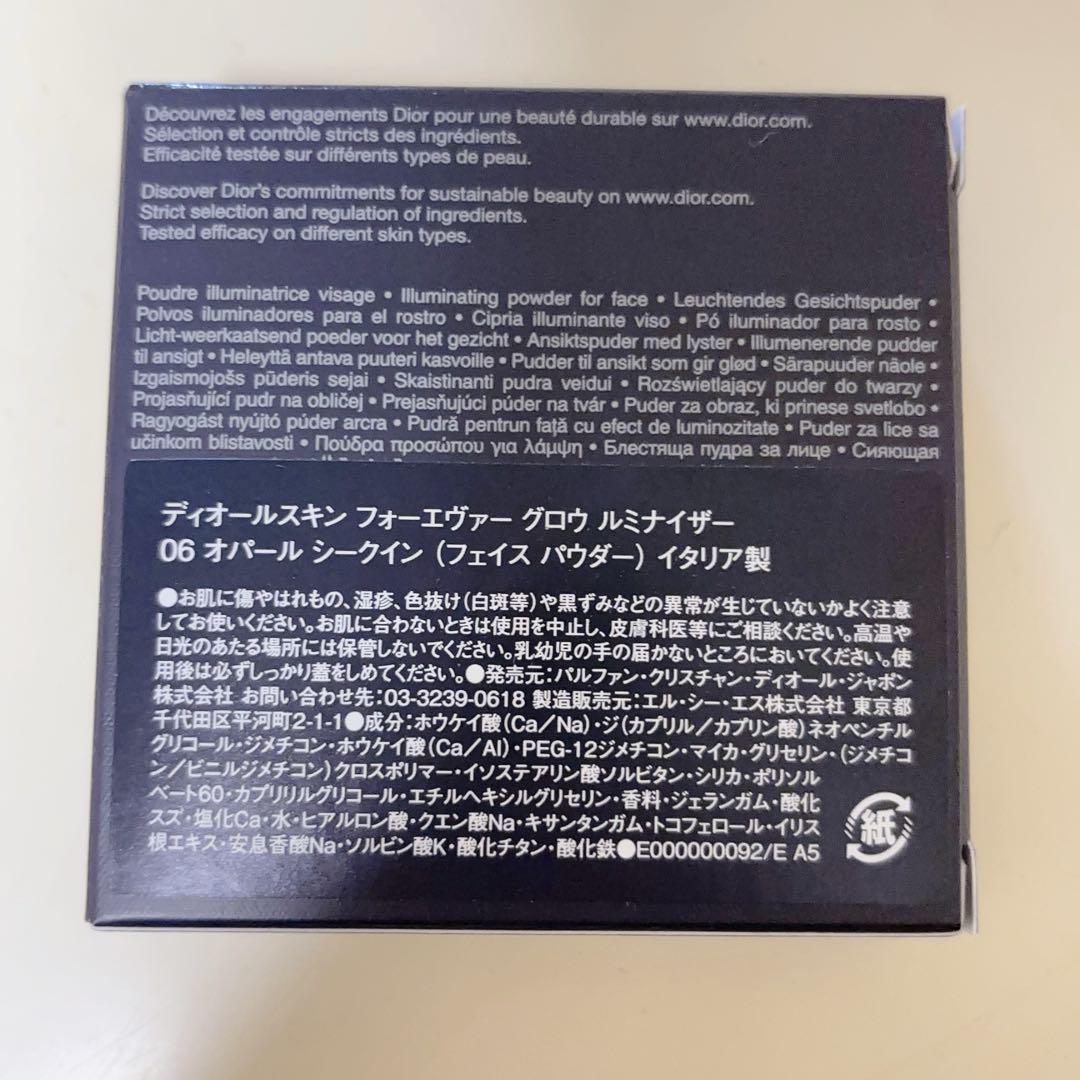 Découvrez les engagements Dior pour une beauté durable sur www.dior.com.
Sélection et contrôle stricts des ingrédients.
Efficacité testée sur différents types de peau.
Discover Dior's commitments for sustainable beauty on www.dior.com.
Strict selection and regulation of ingredients.
Tested efficacy on different skin types.
Poudre illuminatrice visage • Illuminating powder for face • Leuchtendes Gesichtspuder •
Polvos iluminadores para el rostro • Cipria illuminante viso • Pó iluminador para rosto •
Licht-weerkaatsend poeder voor het gezicht • Ansiktspuder med lyster • Illumenerende pudder
til ansigt • Heleyttä antava puuteri kasvoille • Pudder til ansikt som gir glød • Särapuuder näole •
Izgaismojošs pūderis sejai • Skaistinanti pudra veidui • Rozświetlający puder do twarzy •
Projasňující pudr na obličej • Prejasňujúci púder na tvár • Puder za obraz, ki prinese svetlobo •
Ragyogást nyújtó púder arcra • Pudră pentrun față cu efect de luminozitate • Puder za lice sa
učinkom blistavosti • Πούδρα προσώπου για λάμψη • Блестяща пудра за лице • Сияющая
ディオールスキン フォーエヴァー グロウ ルミナイザー
06 オパール シークイン (フェイス パウダー) イタリア製
●お肌に傷やはれもの、湿疹、色抜け(白斑等)や黒ずみなどの異常が生じていないかよく注意
してお使いください。お肌に合わないときは使用を中止し、皮膚科医等にご相談ください。高温や
日光のあたる場所には保管しないでください。乳幼児の手の届かないところにおいてください。使
用後は必ずしっかり蓋をしめてください。●発売元:パルファン・クリスチャン・ディオール・ジャポン
株式会社 お問い合わせ先:03-3239-0618 製造販売元:エル・シー・エス株式会社 東京都
千代田区平河町2-1-1●成分:ホウケイ酸(Ca/Na)・ジ(カプリル/カプリン酸)ネオペンチル
グリコール・ジメチコン・ホウケイ酸(Ca/Al)・PEG-12ジメチコン・マイカ・グリセリン・(ジメチコ
ン/ビニルジメチコン)クロスポリマー・イソステアリン酸ソルビタン・シリカ・ポリソル
ベート60・カプリリルグリコール・エチルヘキシルグリセリン・香料・ジェランガム・酸化
スズ・塩化Ca・水・ヒアルロン酸・クエン酸Na・キサンタンガム・トコフェロール・イリス
根エキス・安息香酸Na・ソルビン酸K・酸化チタン・酸化鉄●E000000092/E A5
紙